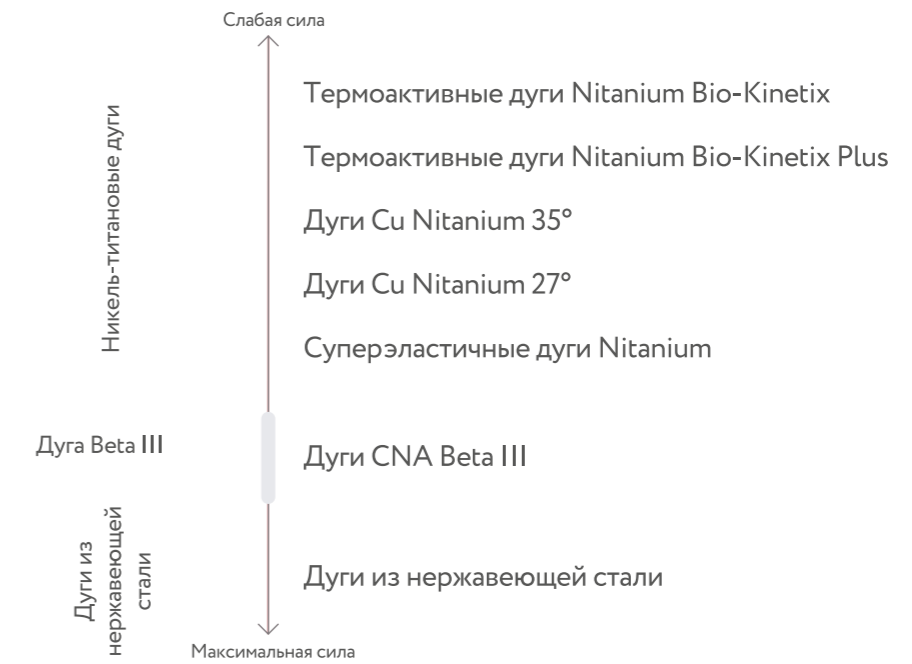 Слабая сила
Никель-титановые дуги
Термоактивные дуги Nitanium Bio-Kinetix
Термоактивные дуги Nitanium Bio-Kinetix Plus
Дуги Cu Nitanium 35°
Дуги Cu Nitanium 27°
Суперэластичные дуги Nitanium
Дуга Beta III
Дуги CNA Beta III
Дуги из
нержавеющей
стали
Дуги из нержавеющей стали
Максимальная сила